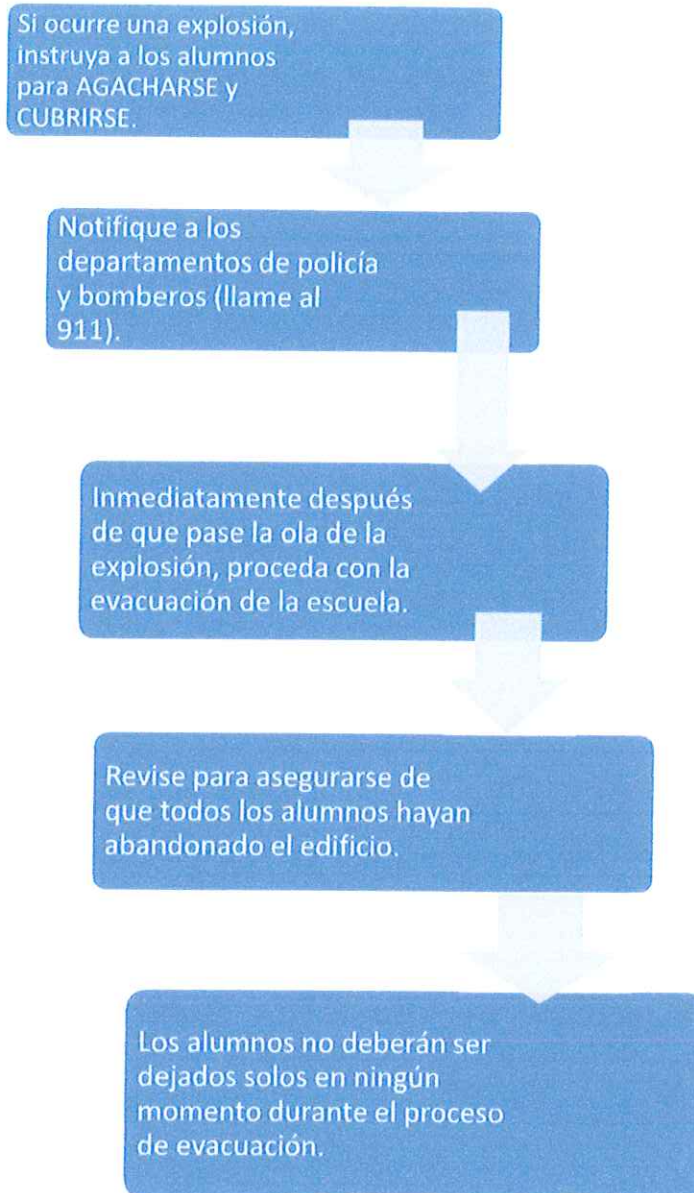 Si ocurre una explosión,
instruya a los alumnos
para AGACHARSE y
CUBRIRSE.
Notifique a los
departamentos de policía
y bomberos (llame al
911).
Inmediatamente después
de que pase la ola de la
explosión, proceda con la
evacuación de la escuela.
Revise para asegurarse de
que todos los alumnos hayan
abandonado el edificio.
Los alumnos no deberán ser
dejados solos en ningún
momento durante el proceso
de evacuación.